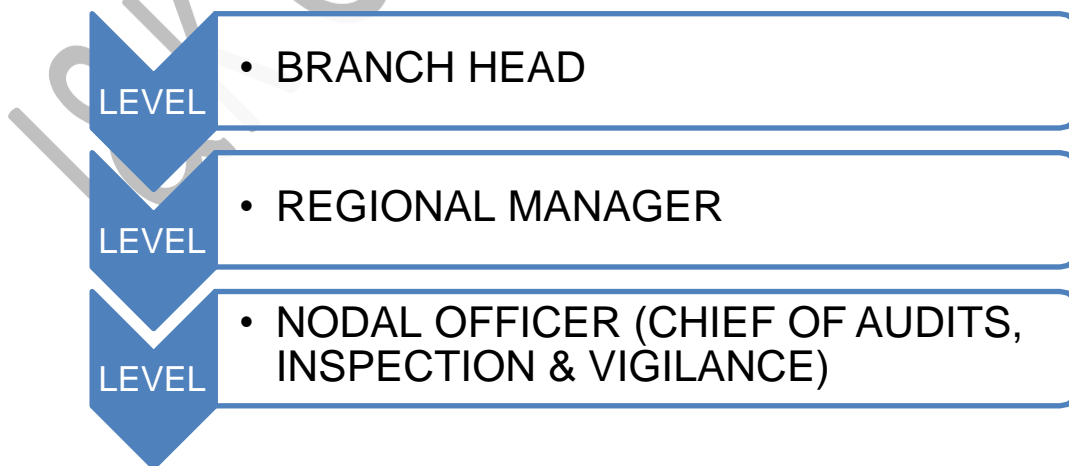 LEVEL
• BRANCH HEAD
LEVEL
• REGIONAL MANAGER
LEVEL
• NODAL OFFICER (CHIEF OF AUDITS,
INSPECTION & VIGILANCE)